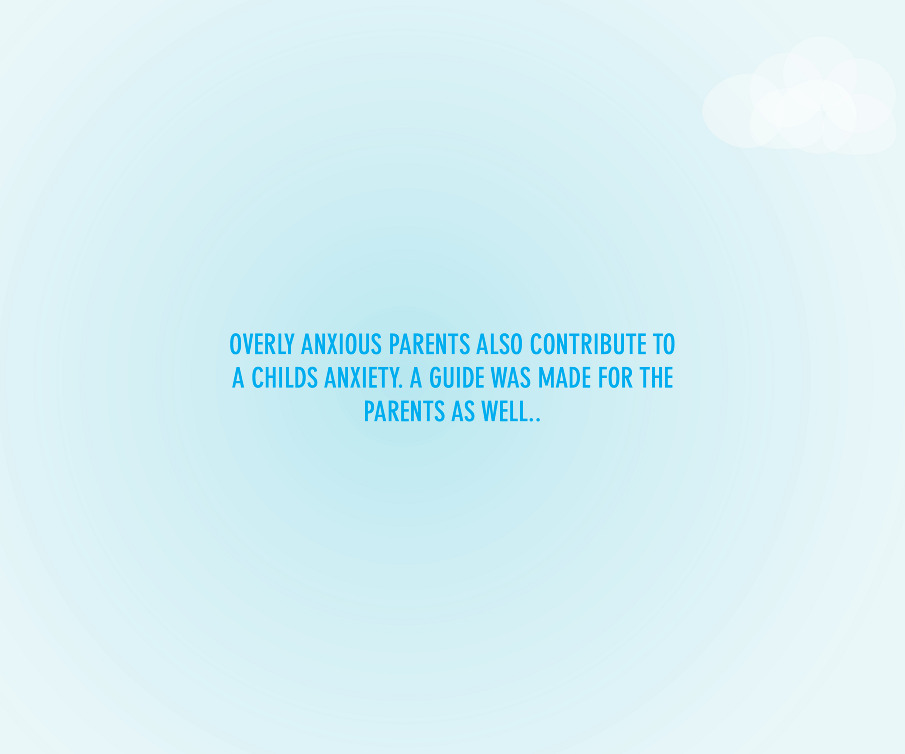 OVERLY ANXIOUS PARENTS ALSO CONTRIBUTE TO
A CHILDS ANXIETY. A GUIDE WAS MADE FOR THE
PARENTS AS WELL..